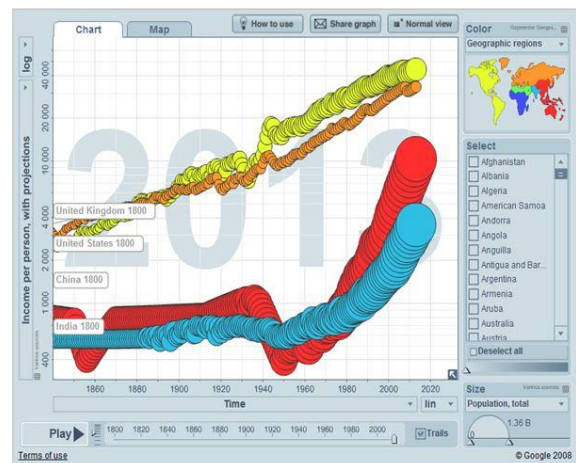 Chart
Map
How to use
Share graph
Normal view
Color
Geographic regions
log
Income per person, with projections
40 000
20 000
10 000
4 000
2 000
1 000
400
2013
United Kingdom 1800
United States 1800
China 1800
India 1800
1860
1880
1900
1920
1940
1960
1980
2000
2020
Time
lin
Select
Afghanistan
Albania
Algeria
American Samoa
Andorra
Angola
Anguilla
Antigua and Bar...
Argentina
Armenia
Aruba
Australia
Austria
Deselect all
Size
Various sources
Population, total
1.36 B
0
Play
1800 1820 1840 1860 1880 1900 1920 1940 1960 1980 2000
Trails
Terms of use
© Google 2008